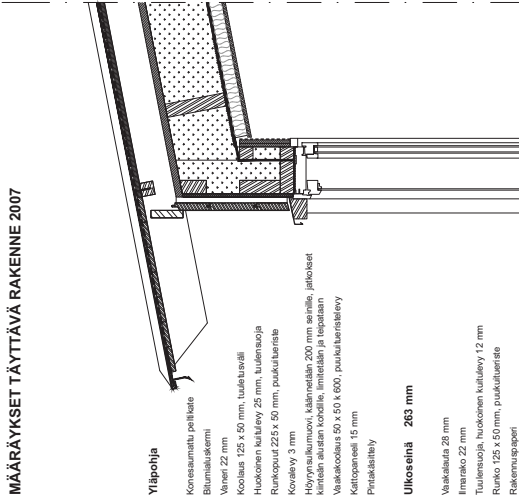 MÄÄRÄYKSET TÄYTTÄVÄ RAKENNE 2007
Yläpohja
Konesaumattu peltikate
Bitumialuskermi
Vaneri 22 mm
Koolaus 125 x 50 mm, tuuletusväli
Huokoinen kuitulevy 25 mm, tuulensuoja
Runkopuut 225 x 50 mm, puukuitueriste
Kovalevy 3 mm
Höyrynsulkumuovi, käännetään 200 mm seinille, jatkokset
kiinteän alustan kohdille, limitetään ja teipataan
Vaakakoolaus 50 x 50 k 600, puukuitueristelevy
Kattopaneeli 15 mm
Pintakäsittely
Ulkoseinä 263 mm
Vaakalauta 28 mm
Ilmarako 22 mm
Tuulensuoja, huokoinen kuitulevy 12 mm
Runko 125 x 50 mm, puukuitueriste
Rakennuspaperi